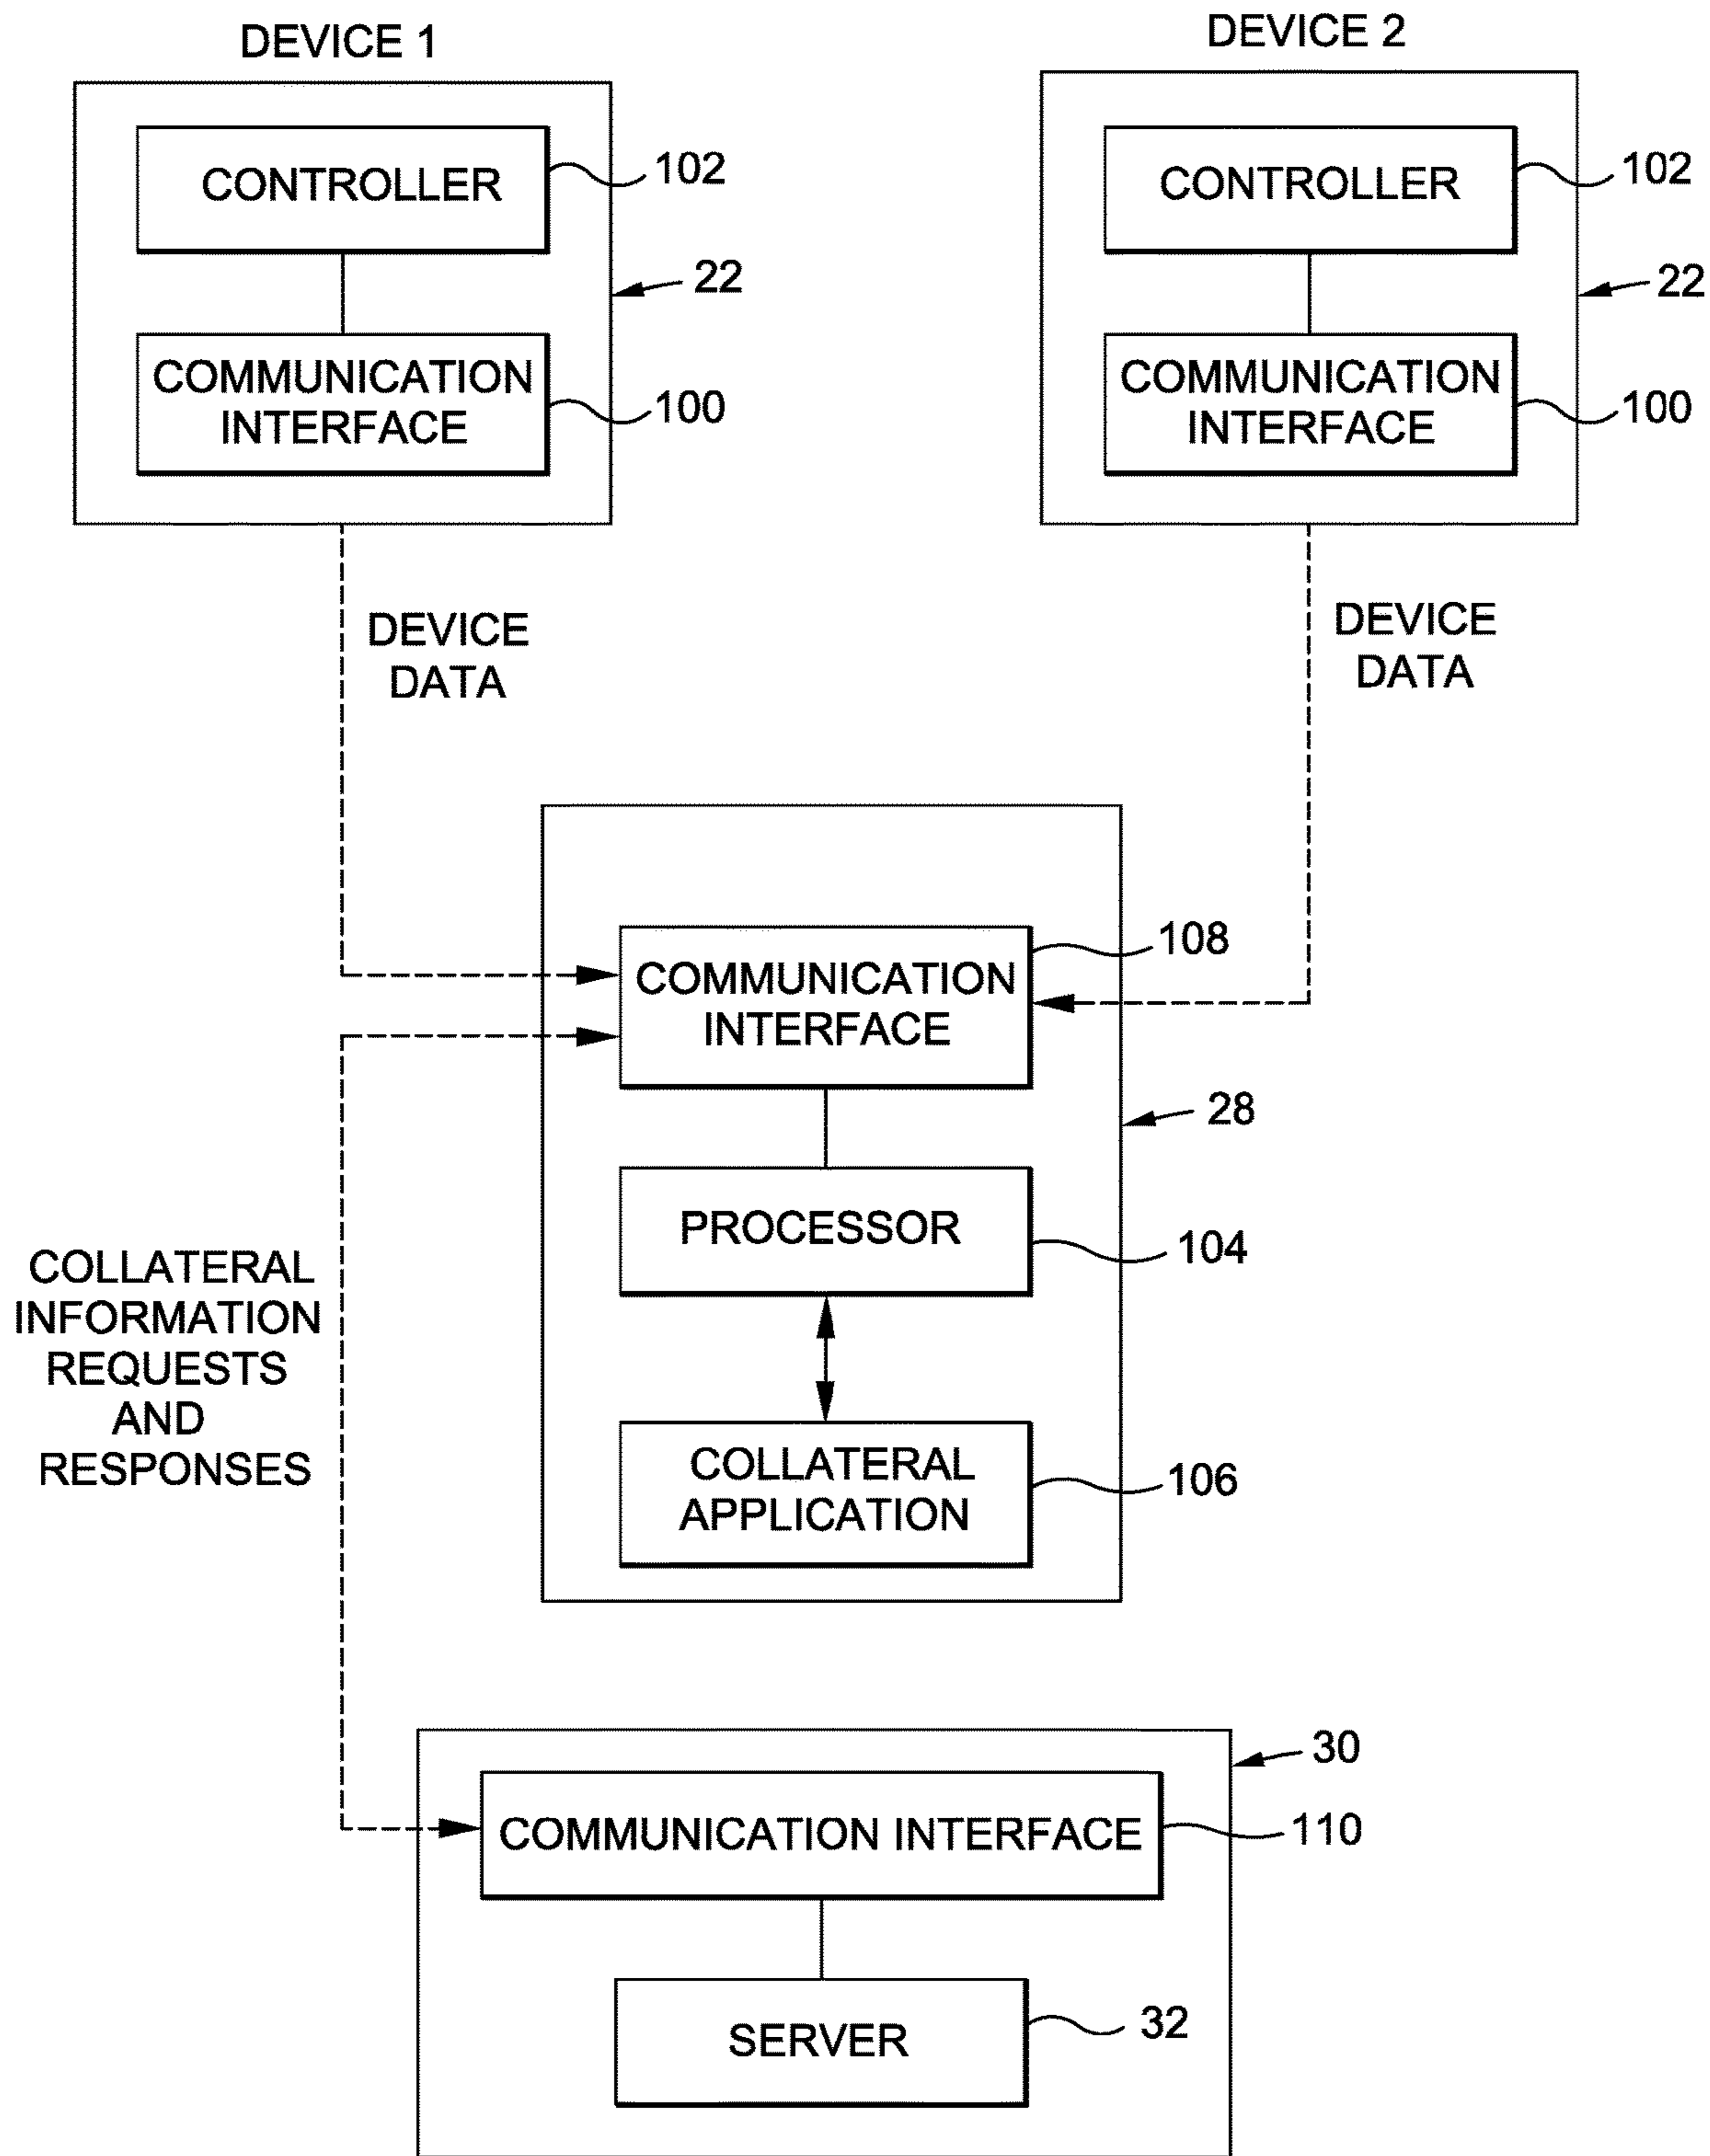 DEVICE 1
CONTROLLER
102
22
COMMUNICATION
INTERFACE
100
DEVICE
DATA
DEVICE 2
CONTROLLER
102
22
COMMUNICATION
INTERFACE
100
DEVICE
DATA
COMMUNICATION
INTERFACE
108
28
PROCESSOR
104
COLLATERAL
APPLICATION
106
COLLATERAL
INFORMATION
REQUESTS
AND
RESPONSES
30
COMMUNICATION INTERFACE
110
SERVER
32